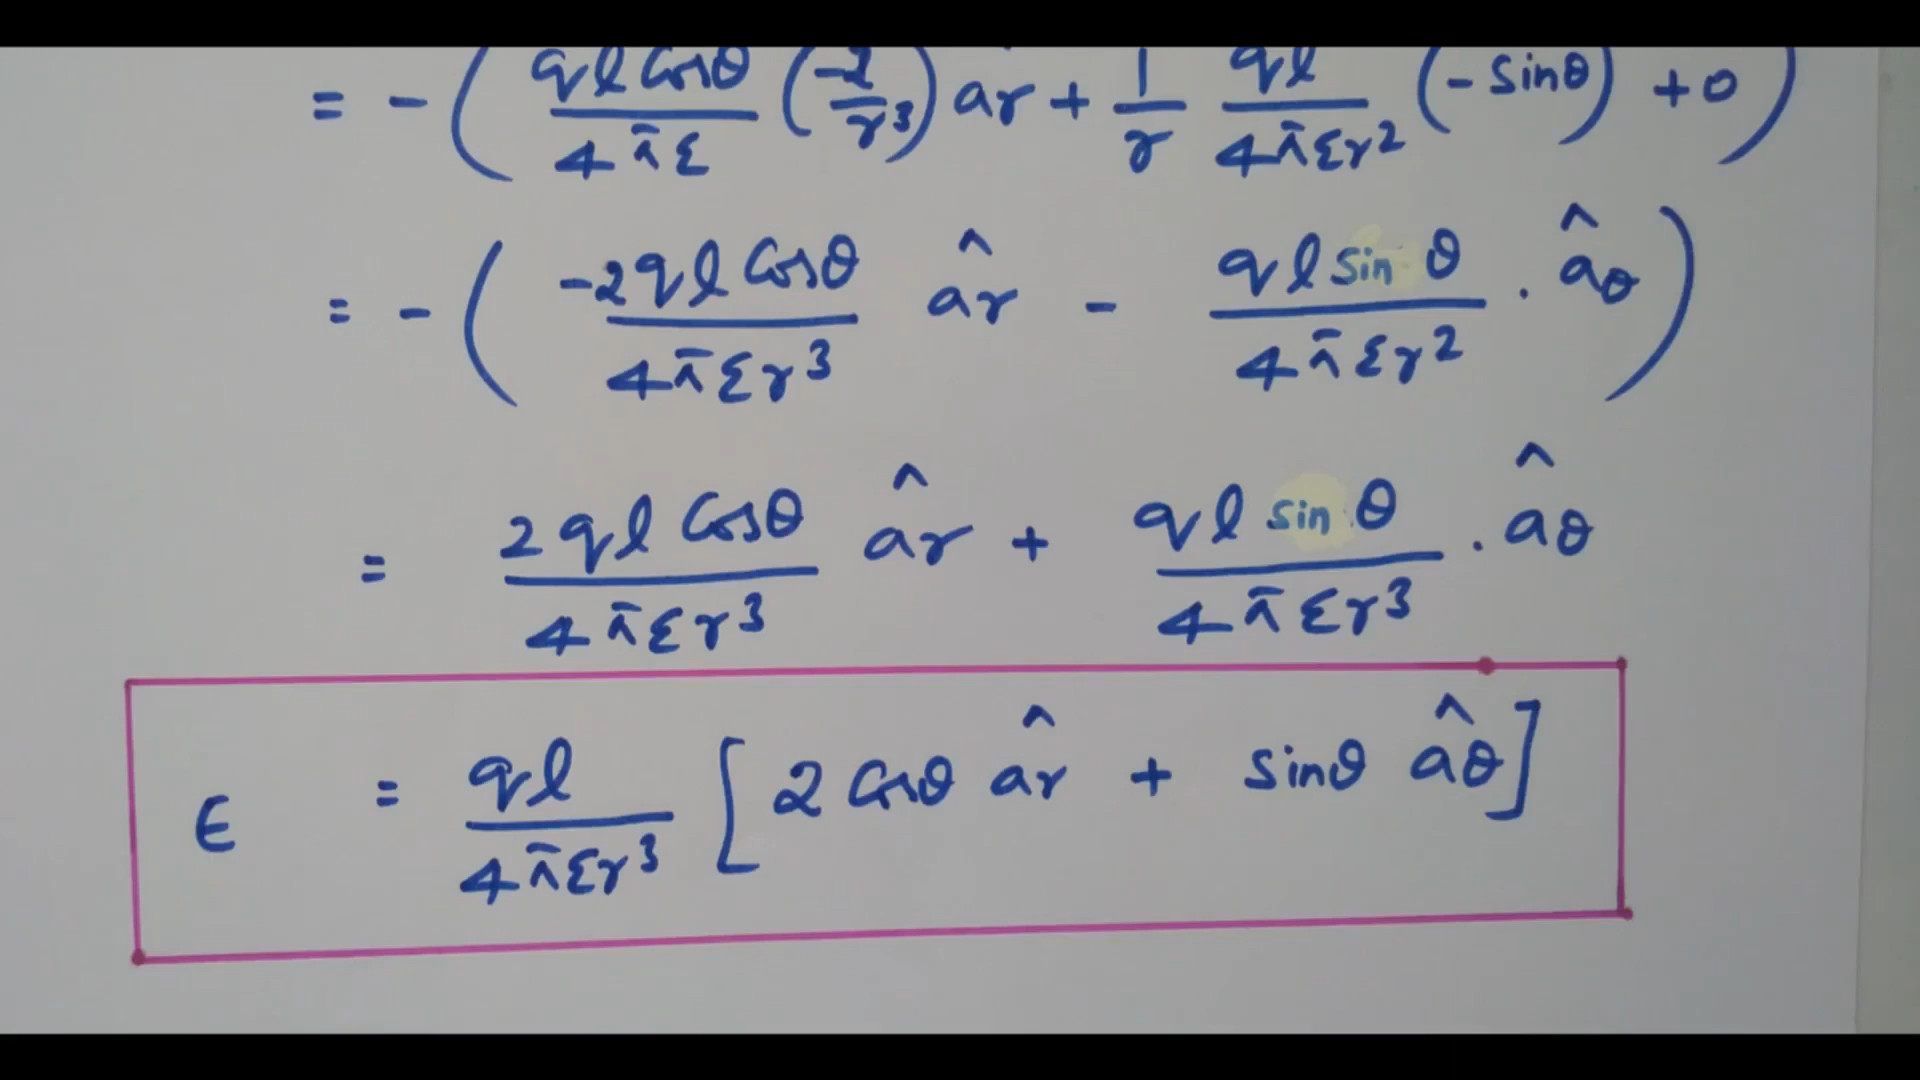 = - ( qℓ Cosθ / 4πε (-2/r³) ar + 1/r qℓ / 4πεr² (-sinθ) + 0 )
= - ( -2qℓ Cosθ / 4πεr³ âr - qℓ sin θ / 4πεr² . âθ )
= 2qℓ Cosθ / 4πεr³ âr + qℓ sin θ / 4πεr³ . âθ
E = qℓ / 4πεr³ [ 2 Cosθ âr + sinθ âθ ]